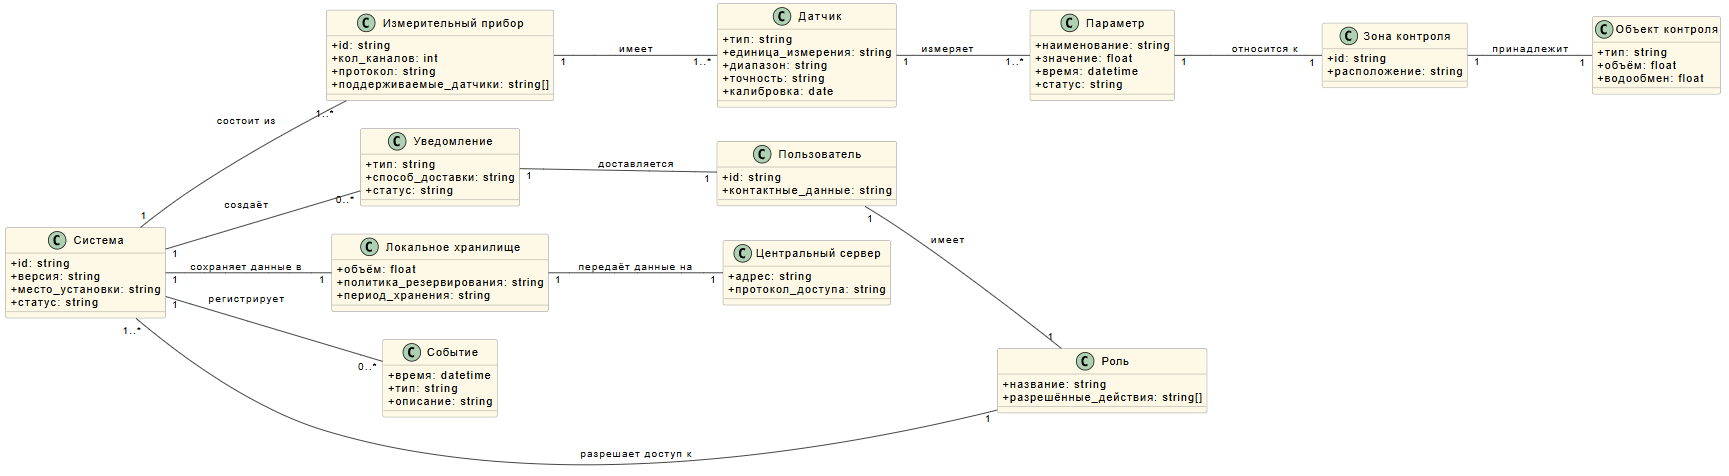 C Измерительный прибор
+id: string
+кол_каналов: int
+протокол: string
+поддерживаемые_датчики: string[]
имеет
1
1..*
C Датчик
+тип: string
+единица_измерения: string
+диапазон: string
+точность: string
+калибровка: date
измеряет
1
1..*
C Параметр
+наименование: string
+значение: float
+время: datetime
+статус: string
относится к
1
1
C Зона контроля
+id: string
+расположение: string
принадлежит
1
1
C Объект контроля
+тип: string
+объём: float
+водообмен: float
состоит из
1..*
1
C Уведомление
+тип: string
+способ_доставки: string
+статус: string
доставляется
1
1
C Пользователь
+id: string
+контактные_данные: string
создаёт
0..*
1
1
имеет
1
C Система
+id: string
+версия: string
+место_установки: string
+статус: string
сохраняет данные в
1
1
C Локальное хранилище
+объём: float
+политика_резервирования: string
+период_хранения: string
передаёт данные на
1
1
C Центральный сервер
+адрес: string
+протокол_доступа: string
регистрирует
1
0..*
C Событие
+время: datetime
+тип: string
+описание: string
1..*
разрешает доступ к
1
C Роль
+название: string
+разрешённые_действия: string[]